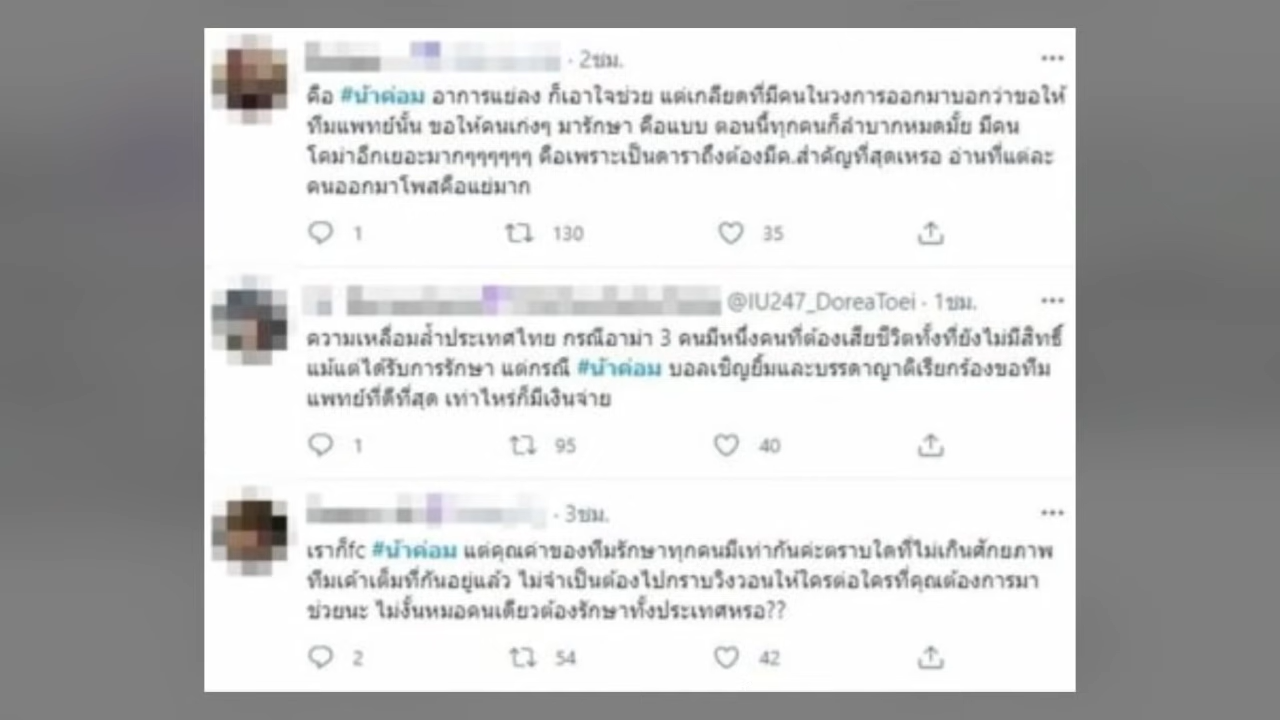 · 2ชม.
คือ #น้าค่อม อาการแย่ลง ก็เอาใจช่วย แต่เกลียดที่มีคนในวงการออกมาบอกว่าขอให้
ทีมแพทย์นั้น ขอให้คนเก่งๆ มารักษา คือแบบ ตอนนี้ทุกคนก็ลำบากหมดมั้ย มีคน
โคม่าอีกเยอะมากๆๆๆๆๆๆ คือเพราะเป็นดาราถึงต้องมีค.สำคัญที่สุดเหรอ อ่านที่แต่ละ
คนออกมาโพสคือแย่มาก
1 130 35
@IU247_DoreaToei · 1ชม.
ความเหลื่อมล้ำประเทศไทย กรณีอาม่า 3 คนมีหนึ่งคนที่ต้องเสียชีวิตทั้งที่ยังไม่มีสิทธิ์
แม้แต่ได้รับการรักษา แต่กรณี #น้าค่อม บอลเชิญยิ้มและบรรดาญาติเรียกร้องขอทีม
แพทย์ที่ดีที่สุด เท่าไหร่ก็มีเงินจ่าย
1 95 40
· 3ชม.
เราก็fc #น้าค่อม แต่คุณค่าของทีมรักษาทุกคนมีเท่ากันค่ะตราบใดที่ไม่เกินศักยภาพ
ทีมเค้าเต็มที่กันอยู่แล้ว ไม่จำเป็นต้องไปกราบวิงวอนให้ใครต่อใครที่คุณต้องการมา
ช่วยนะ ไม่งั้นหมอคนเดียวต้องรักษาทั้งประเทศหรอ??
2 54 42